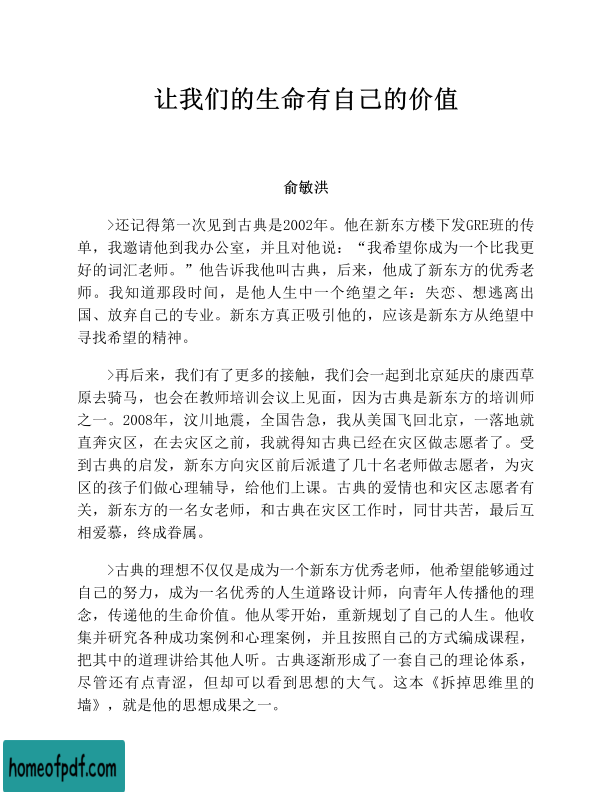 让我们的生命有自己的价值
俞敏洪
>还记得第一次见到古典是2002年。他在新东方楼下发GRE班的传
单，我邀请他到我办公室，并且对他说：“我希望你成为一个比我更
好的词汇老师。”他告诉我他叫古典，后来，他成了新东方的优秀老
师。我知道那段时间，是他人生中一个绝望之年：失恋、想逃离出
国、放弃自己的专业。新东方真正吸引他的，应该是新东方从绝望中
寻找希望的精神。
>再后来，我们有了更多的接触，我们会一起到北京延庆的康西草
原去骑马，也会在教师培训会议上见面，因为古典是新东方的培训师
之一。2008年，汶川地震，全国告急，我从美国飞回北京，一落地就
直奔灾区，在去灾区之前，我就得知古典已经在灾区做志愿者了。受
到古典的启发，新东方向灾区前后派遣了几十名老师做志愿者，为灾
区的孩子们做心理辅导，给他们上课。古典的爱情也和灾区志愿者有
关，新东方的一名女老师，和古典在灾区工作时，同甘共苦，最后互
相爱慕，终成眷属。
>古典的理想不仅仅是成为一个新东方优秀老师，他希望能够通过
自己的努力，成为一名优秀的人生道路设计师，向青年人传播他的理
念，传递他的生命价值。他从零开始，重新规划了自己的人生。他收
集并研究各种成功案例和心理案例，并且按照自己的方式编成课程，
把其中的道理讲给其他人听。古典逐渐形成了一套自己的理论体系，
尽管还有点青涩，但却可以看到思想的大气。这本《拆掉思维里的
墙》，就是他的思想成果之一。
homeofpdf.com